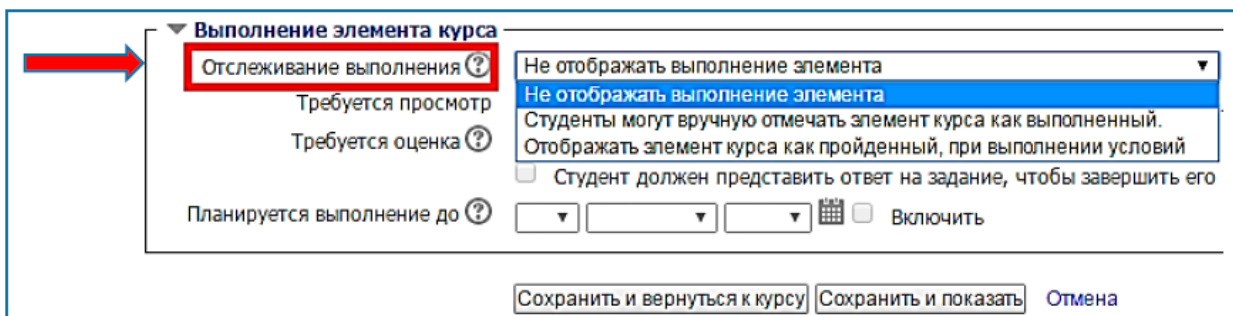 Выполнение элемента курса
Отслеживание выполнения
Не отображать выполнение элемента
Не отображать выполнение элемента
Требуется просмотр
Студенты могут вручную отмечать элемент курса как выполненный.
Требуется оценка
Отображать элемент курса как пройденный, при выполнении условий
Студент должен представить ответ на задание, чтобы завершить его
Планируется выполнение до
Включить
Сохранить и вернуться к курсу Сохранить и показать Отмена